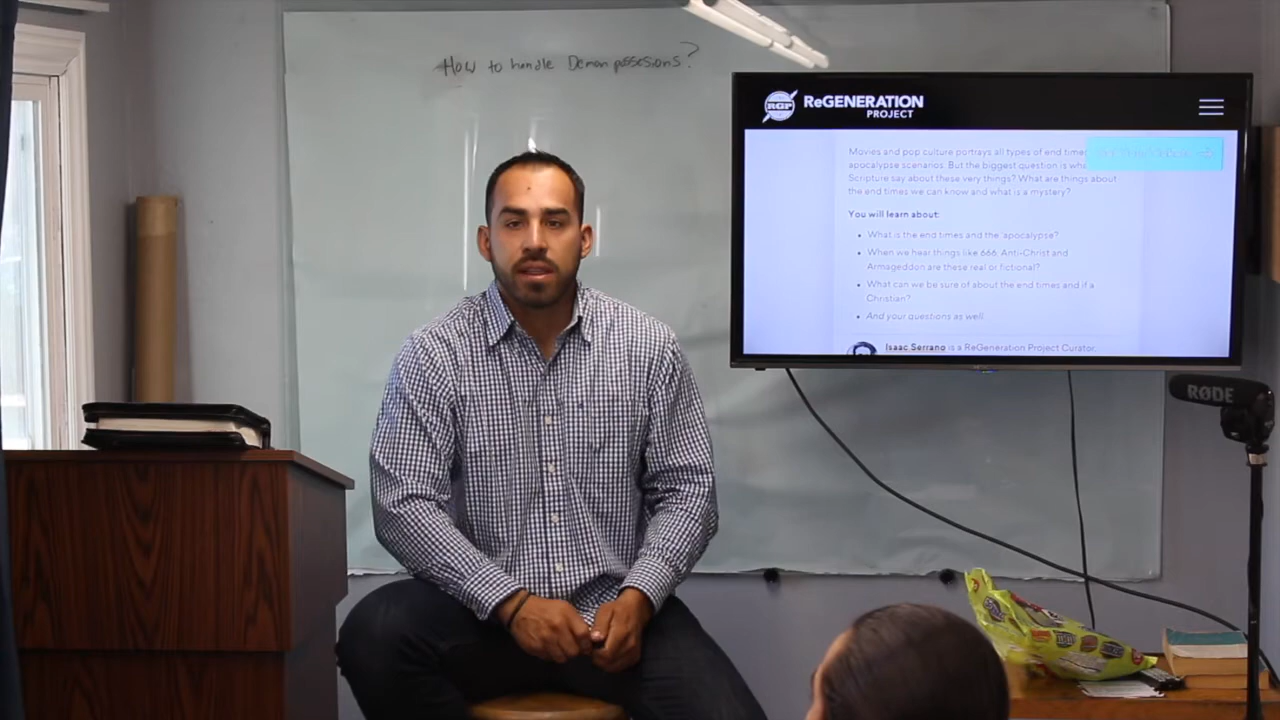 How to handle Demon possesions?
RGP
ReGENERATION
PROJECT
Movies and pop culture portrays all types of end times
apocalypse scenarios. But the biggest question is
Scripture say about these very things? What are things about
the end times we can know and what is a mystery?
You will learn about:
What is the end times and the 'apocalypse?
When we hear things like 666, Anti-Christ and
Armageddon are these real or fictional?
What can we be sure of about the end times and if a
Christian?
And your questions as well.
Isaac Serrano is a ReGeneration Project Curator,
RØDE